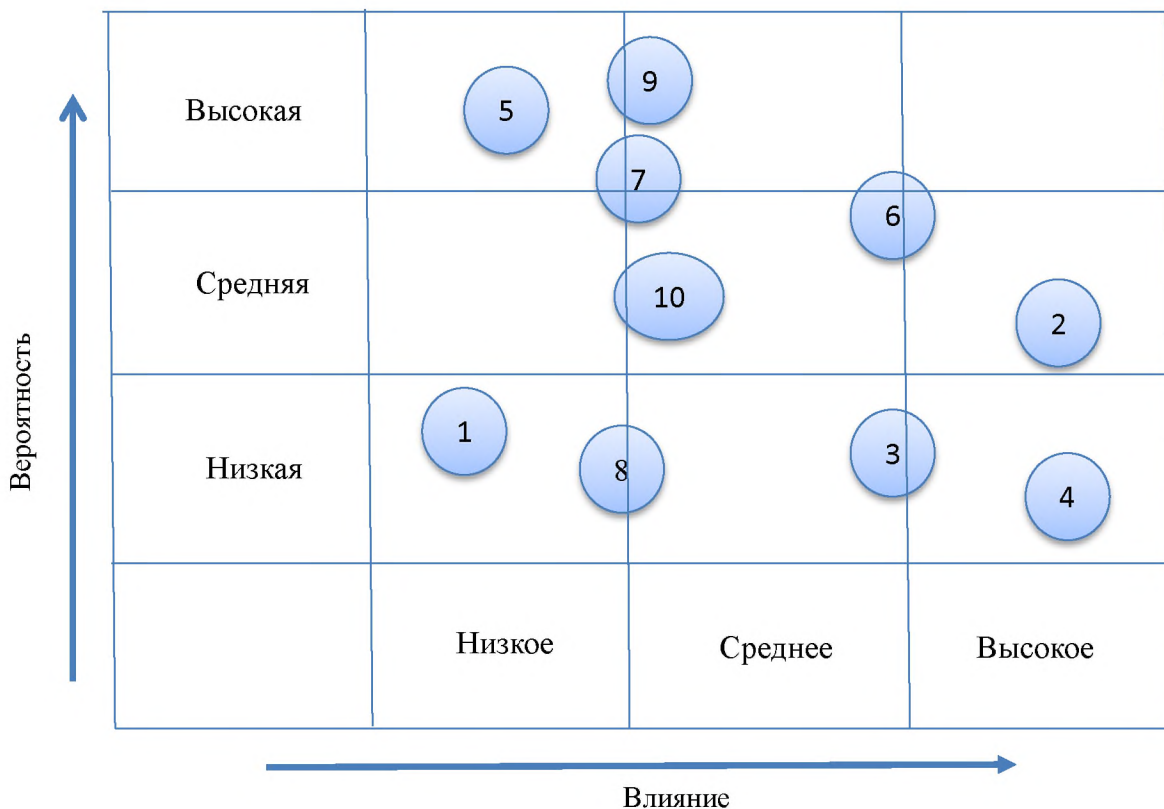 9
5
Высокая
7
6
Средняя
10
2
1
Низкая
8
3
4
Вероятность
Низкое
Среднее
Высокое
Влияние